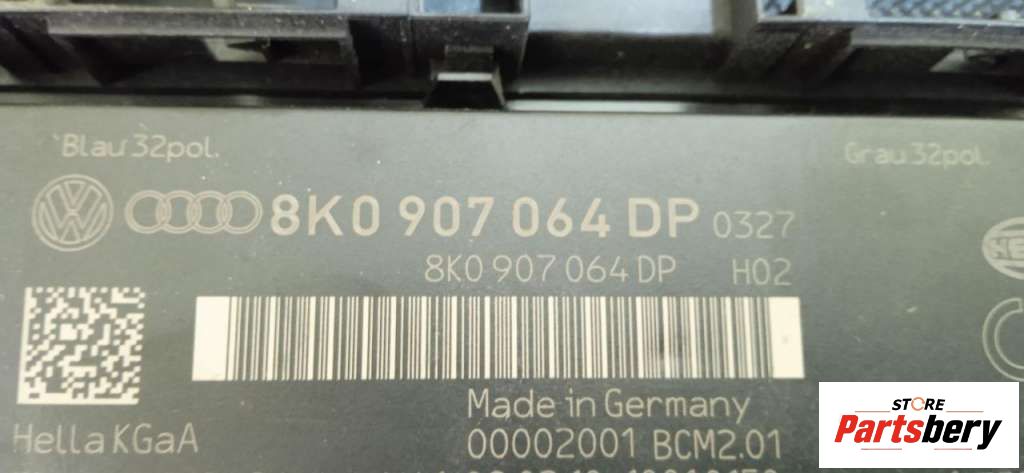 Blau 32pol.
Grau 32pol.
8K0 907 064 DP 0327
8K0 907 064 DP H02
HE
Made in Germany
Hella KGaA
00002001 BCM2.01
STORE
Partsbery